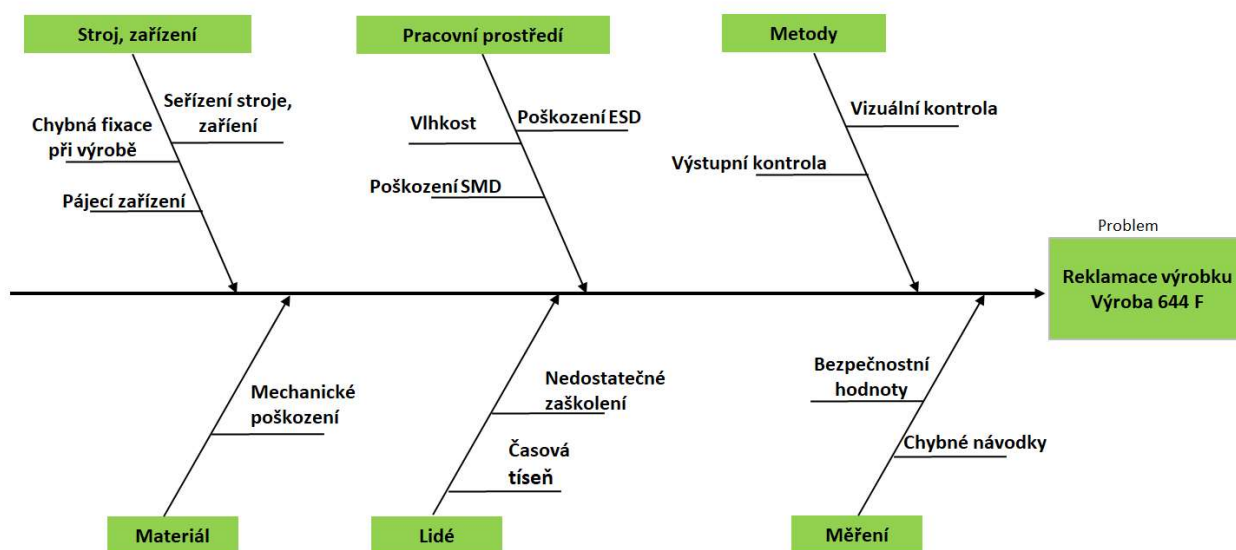 Stroj, zařízení
Pracovní prostředí
Metody
Seřízení stroje,
zaříení
Chybná fixace
při výrobě
Pájecí zařízení
Vlhkost
Poškození ESD
Poškození SMD
Vizuální kontrola
Výstupní kontrola
Problem
Reklamace výrobku
Výroba 644 F
Mechanické
poškození
Nedostatečné
zaškolení
Časová
tíseň
Bezpečnostní
hodnoty
Chybné návodky
Materiál
Lidé
Měření